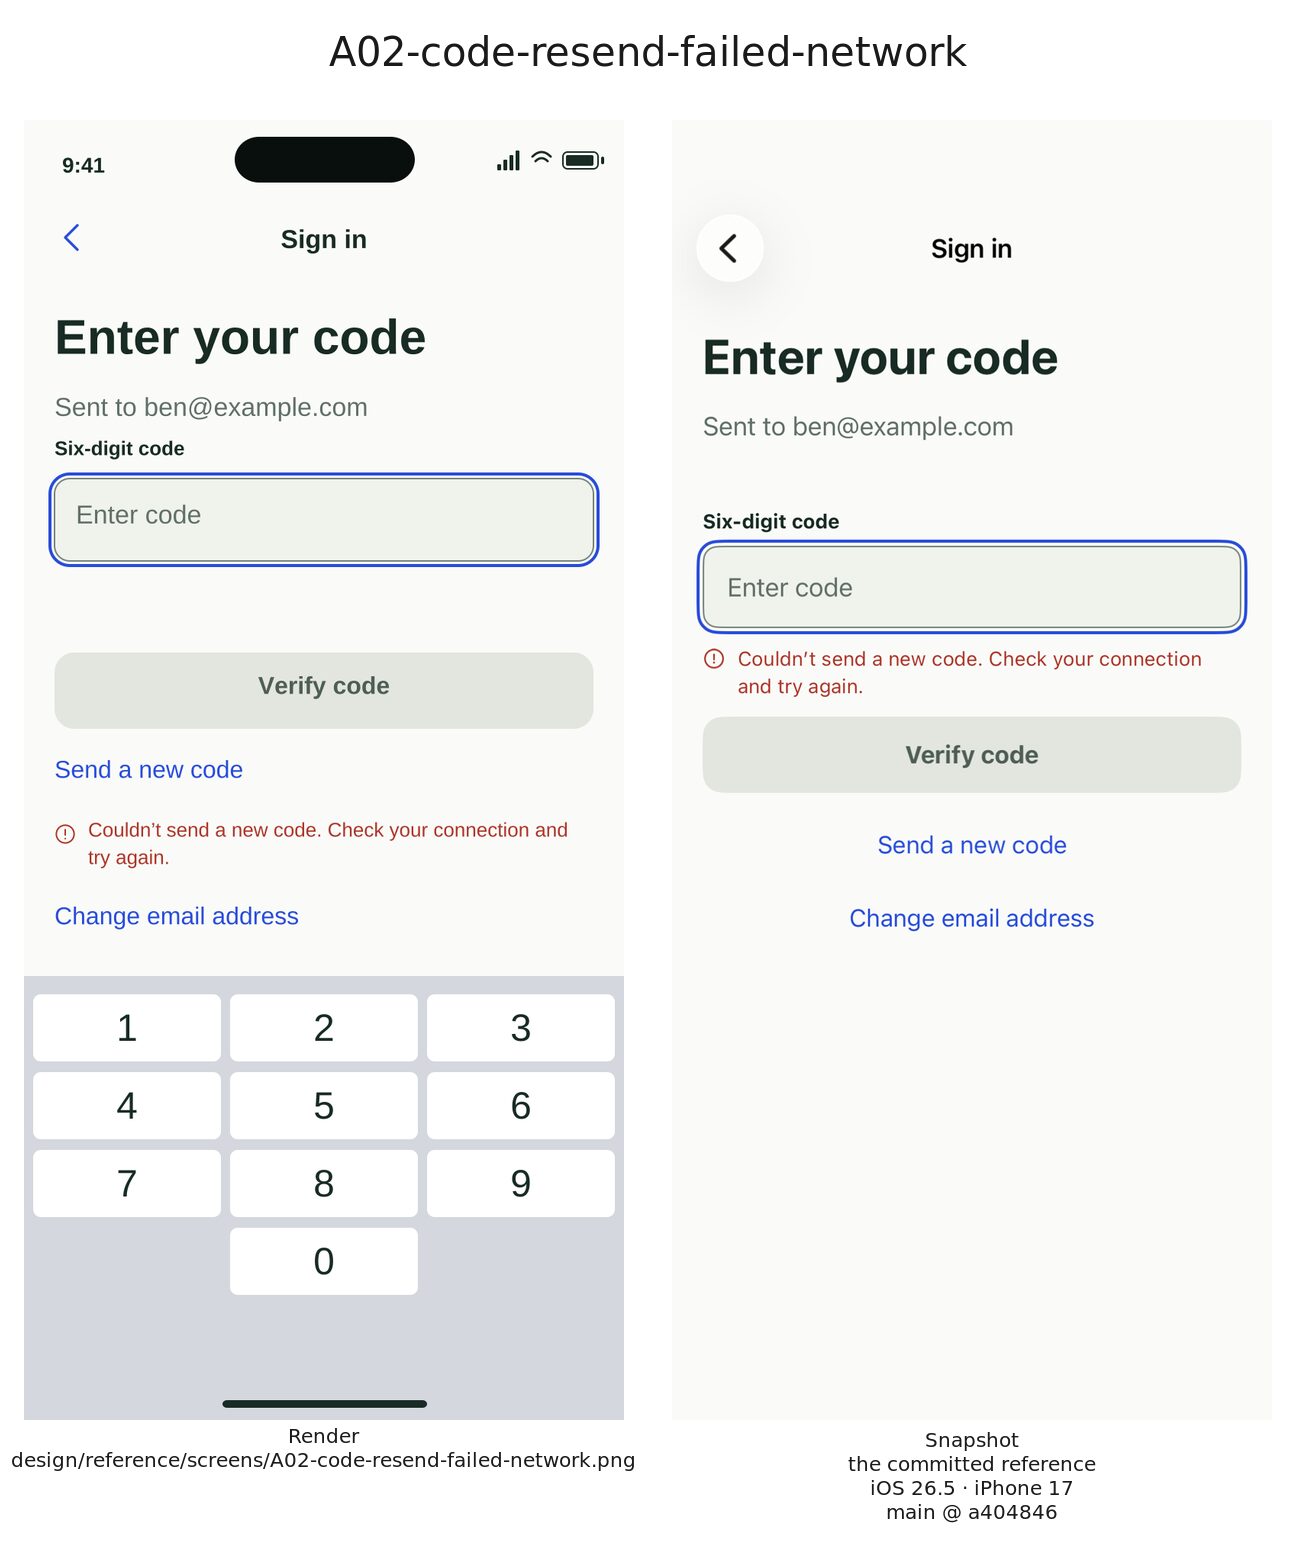 A02-code-resend-failed-network
9:41
Sign in
Enter your code
Sent to ben@example.com
Six-digit code
Enter code
Verify code
Send a new code
Couldn’t send a new code. Check your connection and
try again.
Change email address
1 2 3
4 5 6
7 8 9
0
Render
design/reference/screens/A02-code-resend-failed-network.png
Sign in
Enter your code
Sent to ben@example.com
Six-digit code
Enter code
Couldn’t send a new code. Check your connection
and try again.
Verify code
Send a new code
Change email address
Snapshot
the committed reference
iOS 26.5 · iPhone 17
main @ a404846